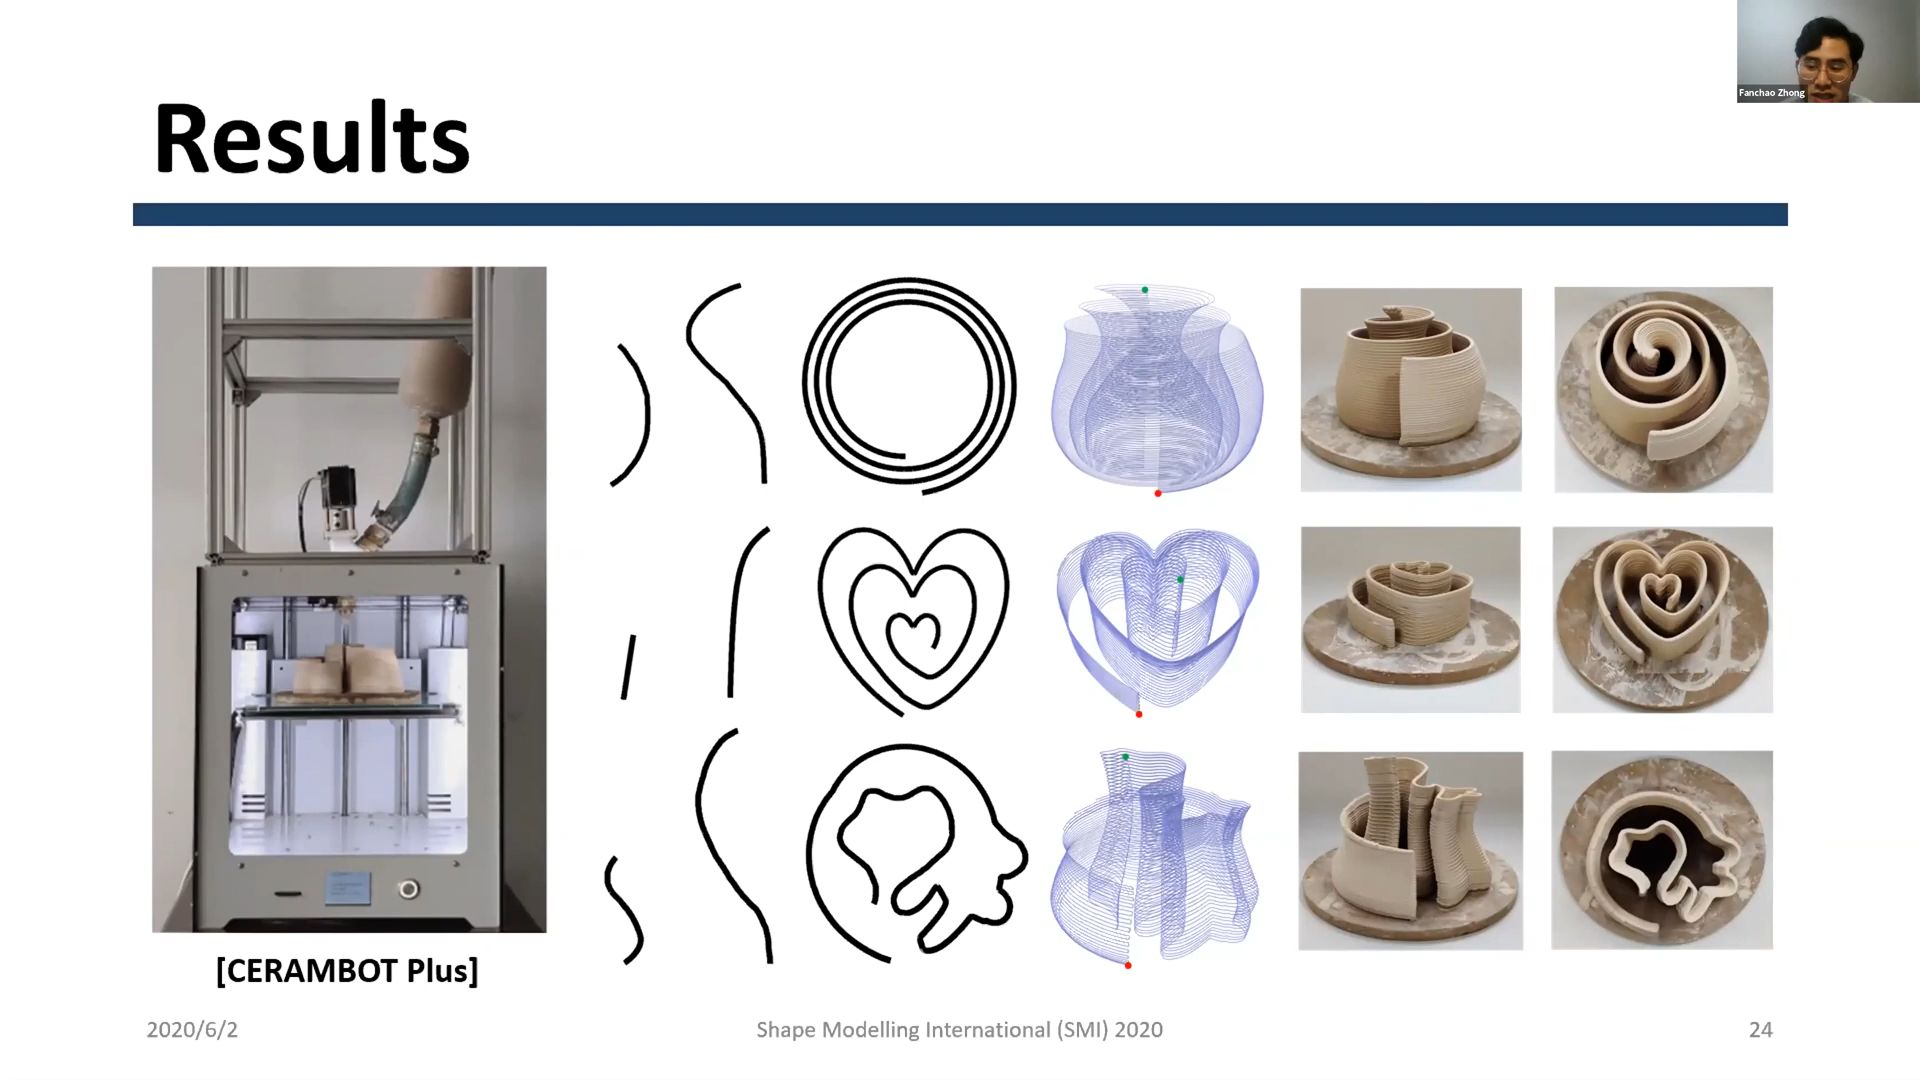 Fanchao Zhong
Results
[CERAMBOT Plus]
2020/6/2
Shape Modelling International (SMI) 2020
24